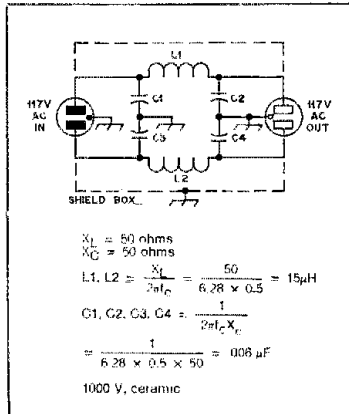 L1
117V
AC
IN
C1
C2
117V
AC
OUT
C3
C4
L2
SHIELD BOX
XL = 50 ohms
XC = 50 ohms
L1, L2 = XL / 2πfc = 50 / 6.28 × 0.5 = 15μH
C1, C2, C3, C4 = 1 / 2πfcXc
= 1 / 6.28 × 0.5 × 50 = .006 μF
1000 V, ceramic